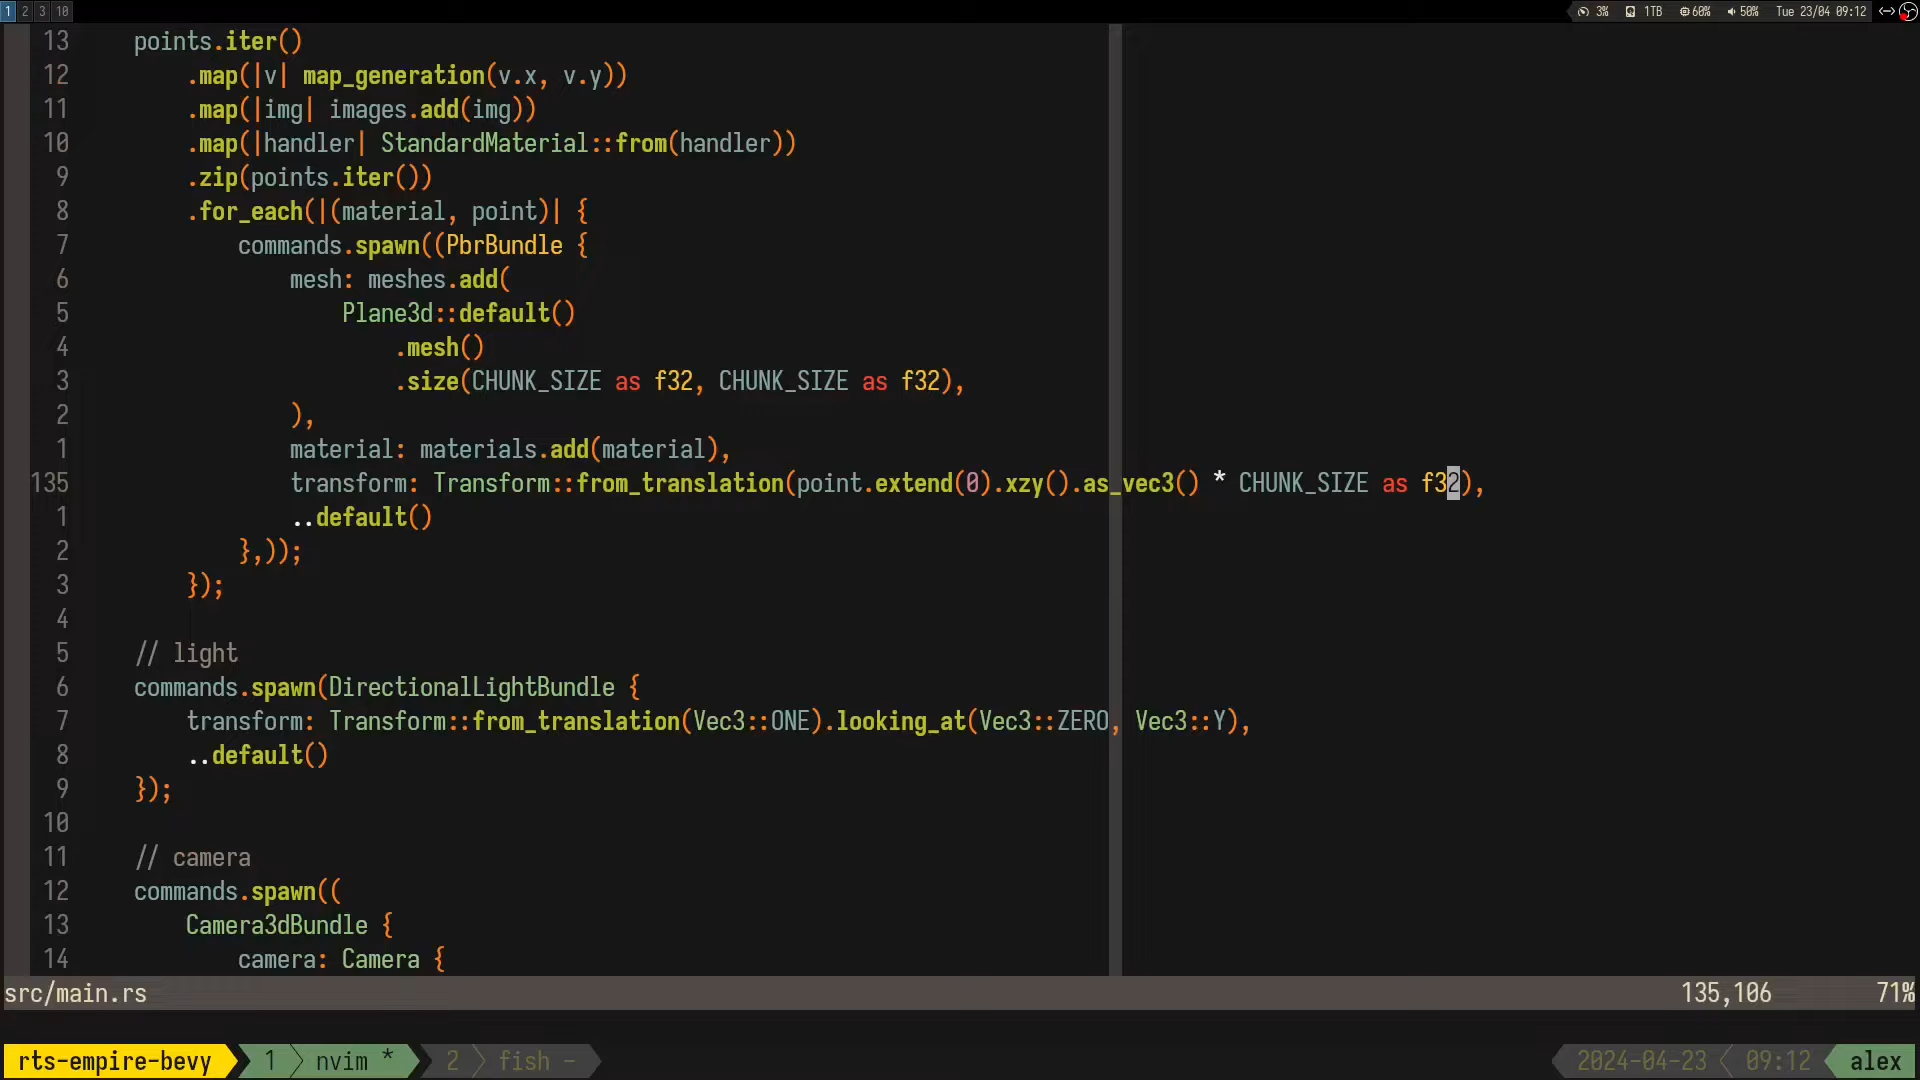 1 2 3 10 3% 1TB 60% 50% Tue 23/04 09:12
13 points.iter()
12 .map(|v| map_generation(v.x, v.y))
11 .map(|img| images.add(img))
10 .map(|handler| StandardMaterial::from(handler))
9 .zip(points.iter())
8 .for_each(|(material, point)| {
7 commands.spawn((PbrBundle {
6 mesh: meshes.add(
5 Plane3d::default()
4 .mesh()
3 .size(CHUNK_SIZE as f32, CHUNK_SIZE as f32),
2 ),
1 material: materials.add(material),
135 transform: Transform::from_translation(point.extend(0).xzy().as_vec3() * CHUNK_SIZE as f32),
1 ..default()
2 },));
3 });
4
5 // light
6 commands.spawn(DirectionalLightBundle {
7 transform: Transform::from_translation(Vec3::ONE).looking_at(Vec3::ZERO, Vec3::Y),
8 ..default()
9 });
10
11 // camera
12 commands.spawn((
13 Camera3dBundle {
14 camera: Camera {
src/main.rs 135,106 71%
rts-empire-bevy 1 nvim * 2 fish - 2024-04-23 09:12 alex